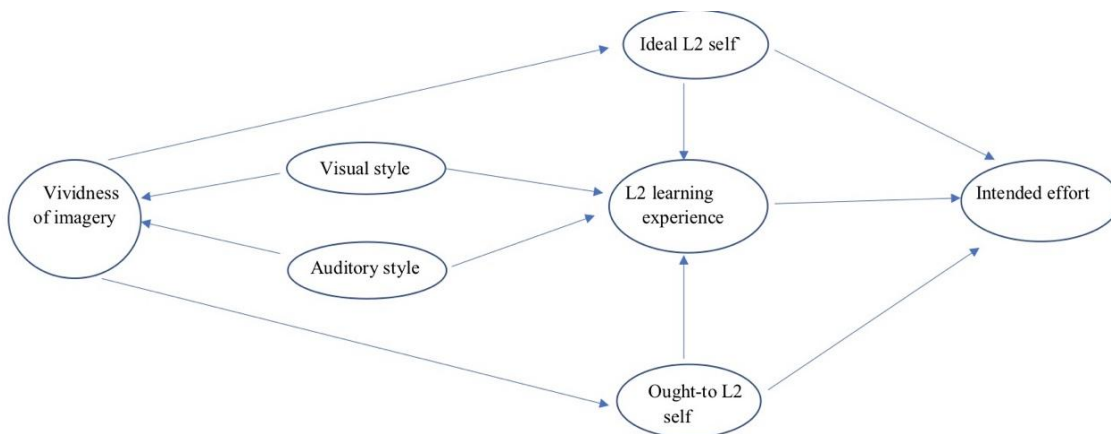 Ideal L2 self
Visual style
Vividness
of imagery
L2 learning
experience
Intended effort
Auditory style
Ought-to L2
self